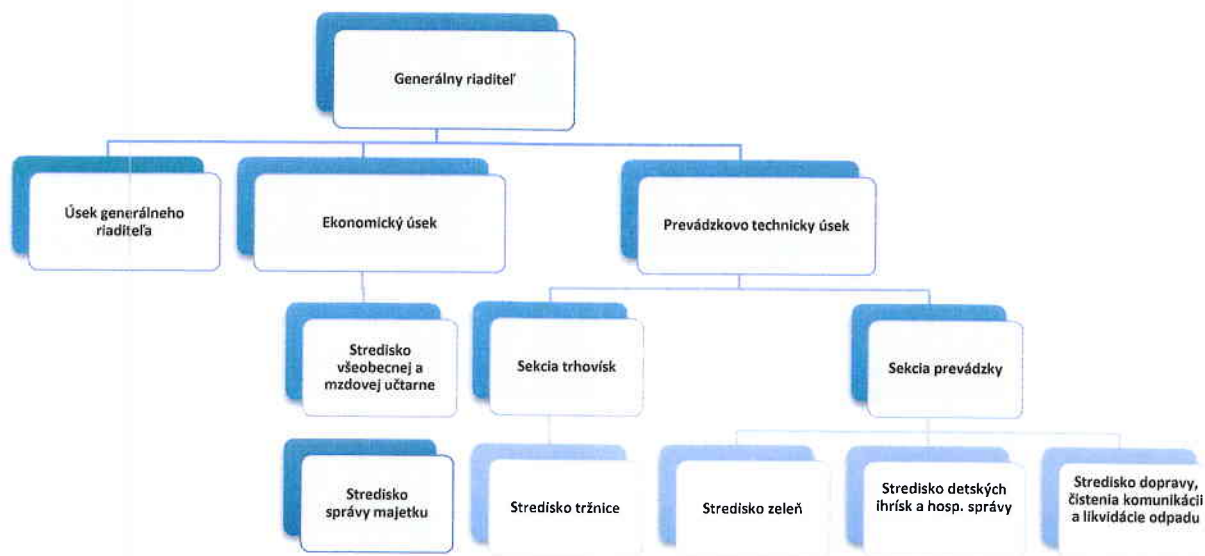 Generálny riaditeľ
Úsek generálneho
riaditeľa
Ekonomický úsek
Prevádzkovo technicky úsek
Stredisko
všeobecnej a
mzdovej učtarne
Sekcia trhovísk
Sekcia prevádzky
Stredisko
správy majetku
Stredisko tržnice
Stredisko zeleň
Stredisko detských
ihrísk a hosp. správy
Stredisko dopravy,
čistenia komunikácii
a likvidácie odpadu